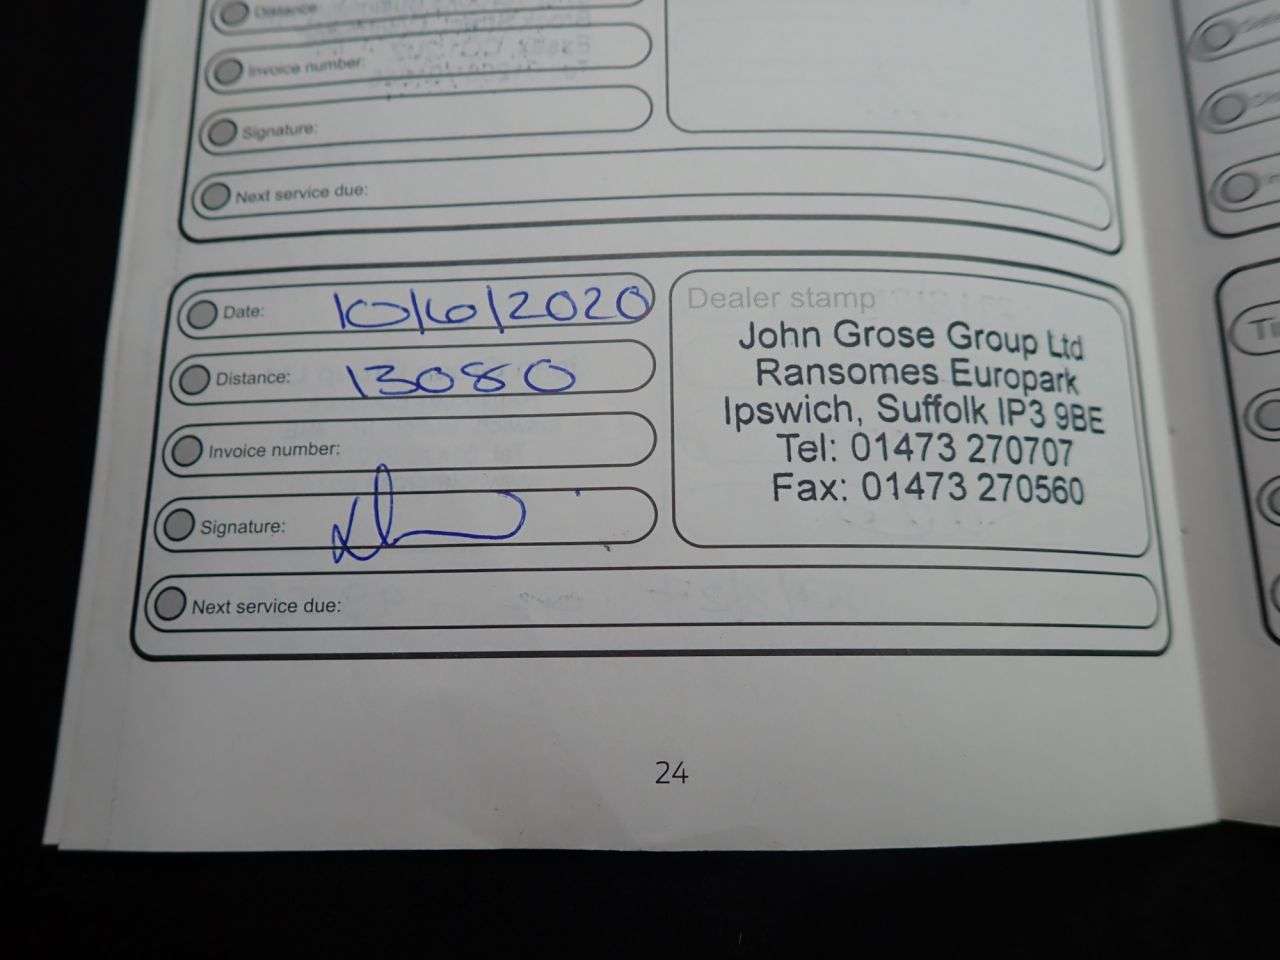 Distance
Invoice number:
Signature:
Next service due:
Date: 10/6/2020
Distance: 13080
Invoice number:
Signature:
Next service due:
Dealer stamp
John Grose Group Ltd
Ransomes Europark
Ipswich, Suffolk IP3 9BE
Tel: 01473 270707
Fax: 01473 270560
24